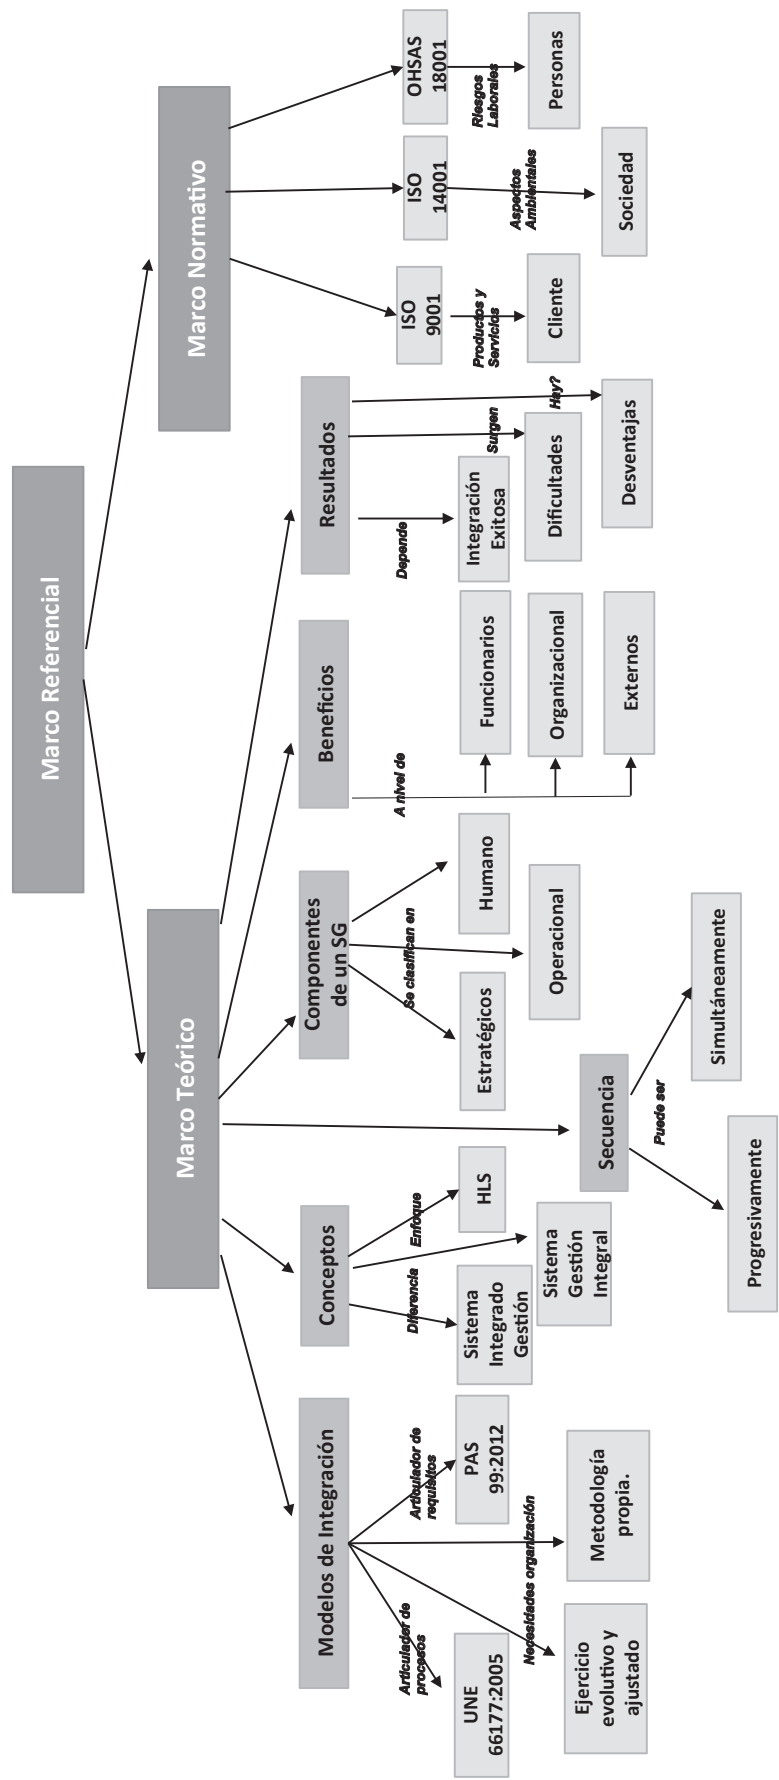 Marco Referencial
Marco Teórico
Marco Normativo
Modelos de Integración
Conceptos
Componentes
de un SG
Beneficios
Resultados
Articulador de
procesos
Articulador de
requisitos
Necesidades organización
UNE
66177:2005
PAS
99:2012
Ejercicio
evolutivo y
ajustado
Metodología
propia.
Diferencia
Enfoque
Sistema
Integrado
Gestión
Sistema
Gestión
Integral
HLS
Secuencia
Puede ser
Progresivamente
Simultáneamente
Se clasifican en
Estratégicos
Operacional
Humano
A nivel de
Funcionarios
Organizacional
Externos
Depende
Surgen
Hay?
Integración
Exitosa
Dificultades
Desventajas
ISO
9001
ISO
14001
OHSAS
18001
Productos y
Servicios
Aspectos
Ambientales
Riesgos
Laborales
Cliente
Sociedad
Personas